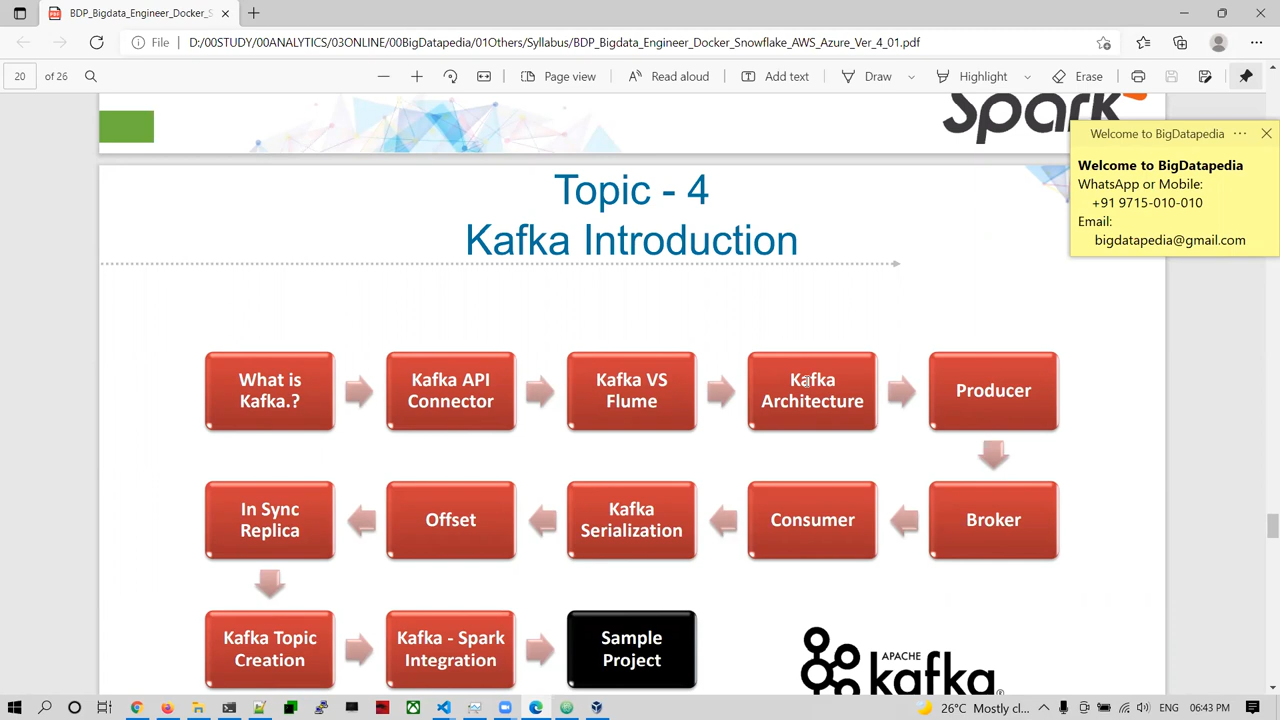 BDP_Bigdata_Engineer_Docker_S
File
D:/00STUDY/00ANALYTICS/03ONLINE/00BigDatapedia/01Others/Syllabus/BDP_Bigdata_Engineer_Docker_Snowflake_AWS_Azure_Ver_4_01.pdf
20 of 26
Page view
Read aloud
Add text
Draw
Highlight
Erase
Spark
Welcome to BigDatapedia
Welcome to BigDatapedia
WhatsApp or Mobile:
+91 9715-010-010
Email:
bigdatapedia@gmail.com
Topic - 4
Kafka Introduction
What is
Kafka.?
Kafka API
Connector
Kafka VS
Flume
Kafka
Architecture
Producer
Broker
Consumer
Kafka
Serialization
Offset
In Sync
Replica
Kafka Topic
Creation
Kafka - Spark
Integration
Sample
Project
APACHE
kafka
26°C Mostly cl...
ENG
06:43 PM